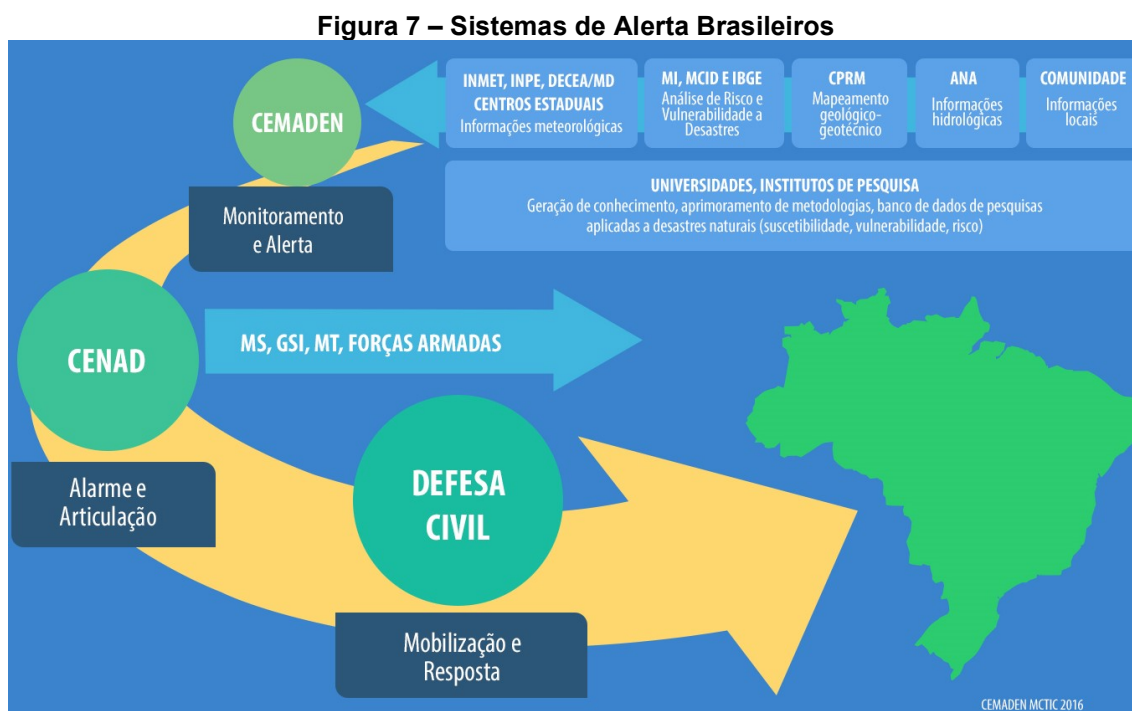 Figura 7 – Sistemas de Alerta Brasileiros
CEMADEN
Monitoramento
e Alerta
INMET, INPE, DECEA/MD
CENTROS ESTADUAIS
Informações meteorológicas
MI, MCID E IBGE
Análise de Risco e
Vulnerabilidade a
Desastres
CPRM
Mapeamento
geológico-
geotécnico
ANA
Informações
hidrológicas
COMUNIDADE
Informações
locais
UNIVERSIDADES, INSTITUTOS DE PESQUISA
Geração de conhecimento, aprimoramento de metodologias, banco de dados de pesquisas
aplicadas a desastres naturais (suscetibilidade, vulnerabilidade, risco)
CENAD
Alarme e
Articulação
MS, GSI, MT, FORÇAS ARMADAS
DEFESA
CIVIL
Mobilização e
Resposta
CEMADEN MCTIC 2016